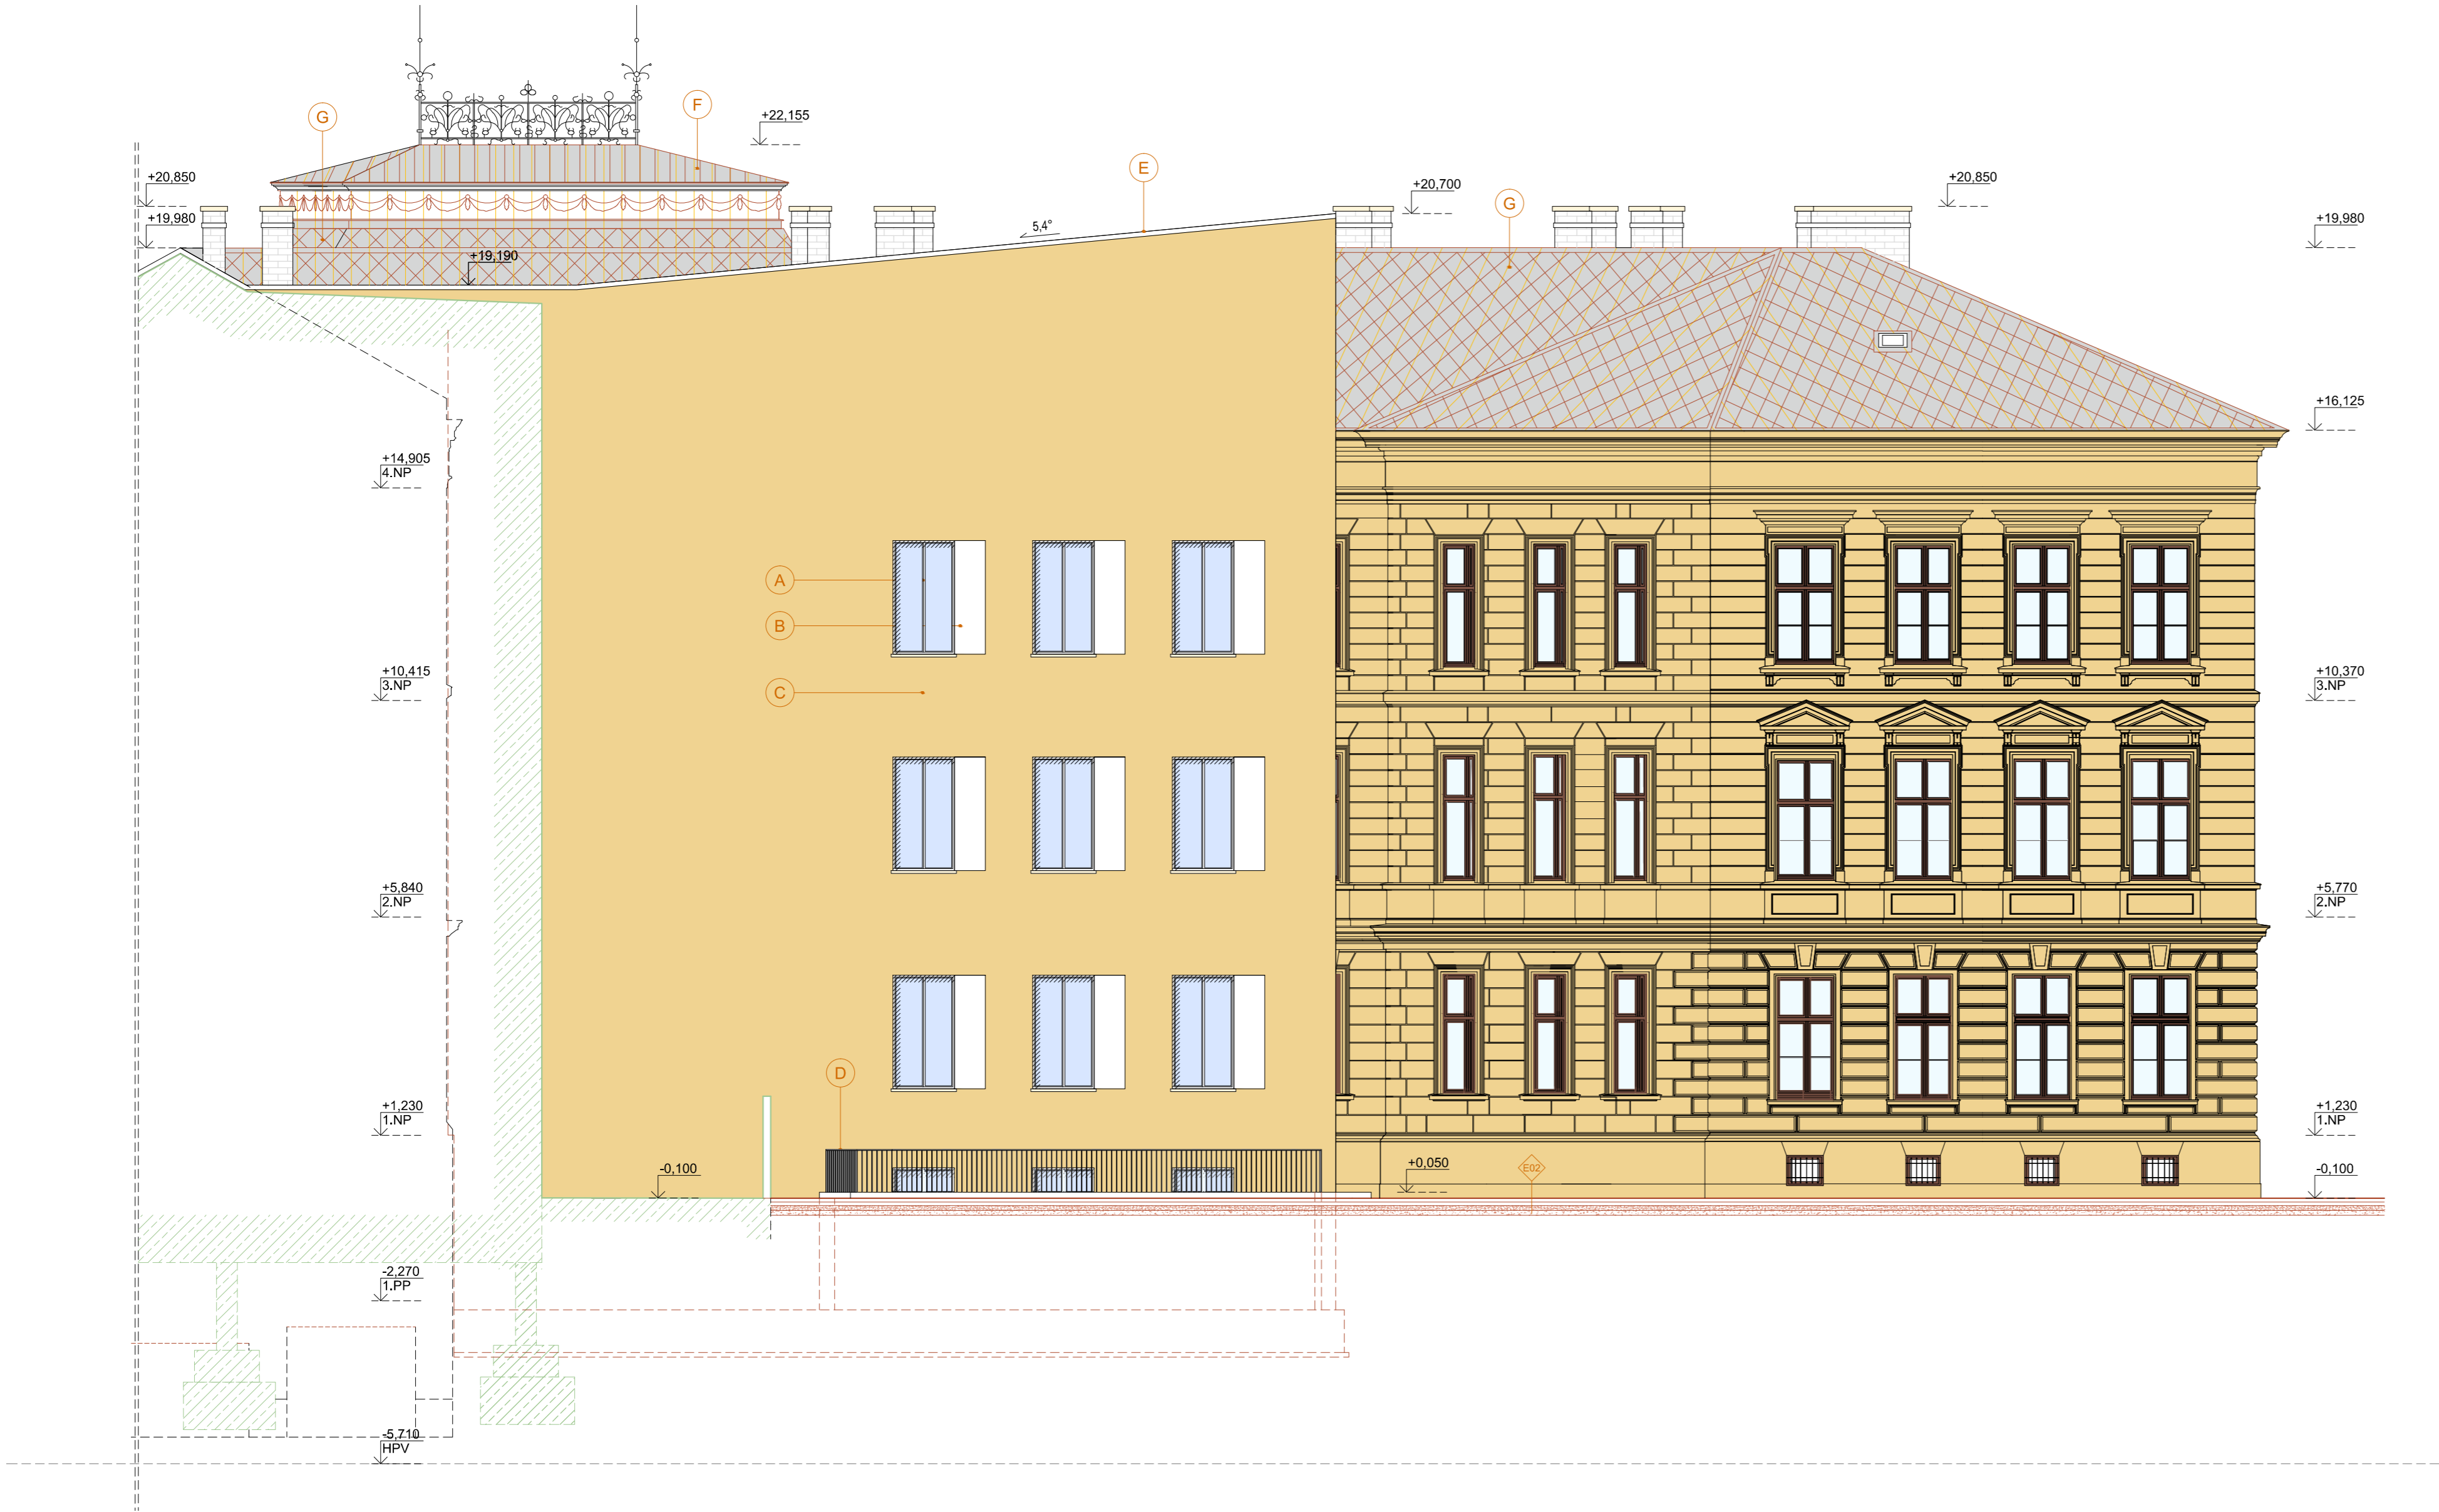 F
G
+22,155
E
+20,850
+20,700
+20,850
G
+19,980
+19,980
5,4°
+19,190
+16,125
+14,905
4.NP
A
B
+10,415
3.NP
+10,370
3.NP
C
+5,840
2.NP
+5,770
2.NP
D
+1,230
1.NP
+1,230
1.NP
-0,100
+0,050
E02
-0,100
-2,270
1.PP
-5,710
HPV